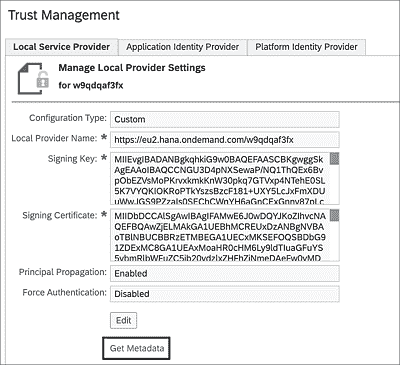 Trust Management
Local Service Provider Application Identity Provider Platform Identity Provider
Manage Local Provider Settings
for w9qdqaf3fx
Configuration Type: Custom
Local Provider Name: * https://eu2.hana.ondemand.com/w9qdqaf3fx
Signing Key: * MIIEvgIBADANBgkqhkiG9w0BAQEFAASCBKgwggSk
AgEAAoIBAQCCNGU3D4pNXSewaP/NQ1ThQEx6Bv
pObEZVsMoPKrvxkmkKnW30pkq7GTVxp4NTehE0SL
5K7VYQKIOKRoPTkYszsBzcF181+UXY5LcJxFmXDU
Signing Certificate: * MIIDbDCCAlSgAwIBAgIFAMwE6J0wDQYJKoZIhvcNA
QEFBQAwZjELMAkGA1UEBhMCREUxDzANBgNVBA
oTBlNBUCBBRzETMBEGA1UECxMKSEFOQSBDbG9
1ZDExMC8GA1UEAxMoaHR0cHM6Ly9ldTIuaGFuYS
Principal Propagation: Enabled
Force Authentication: Disabled
Edit
Get Metadata